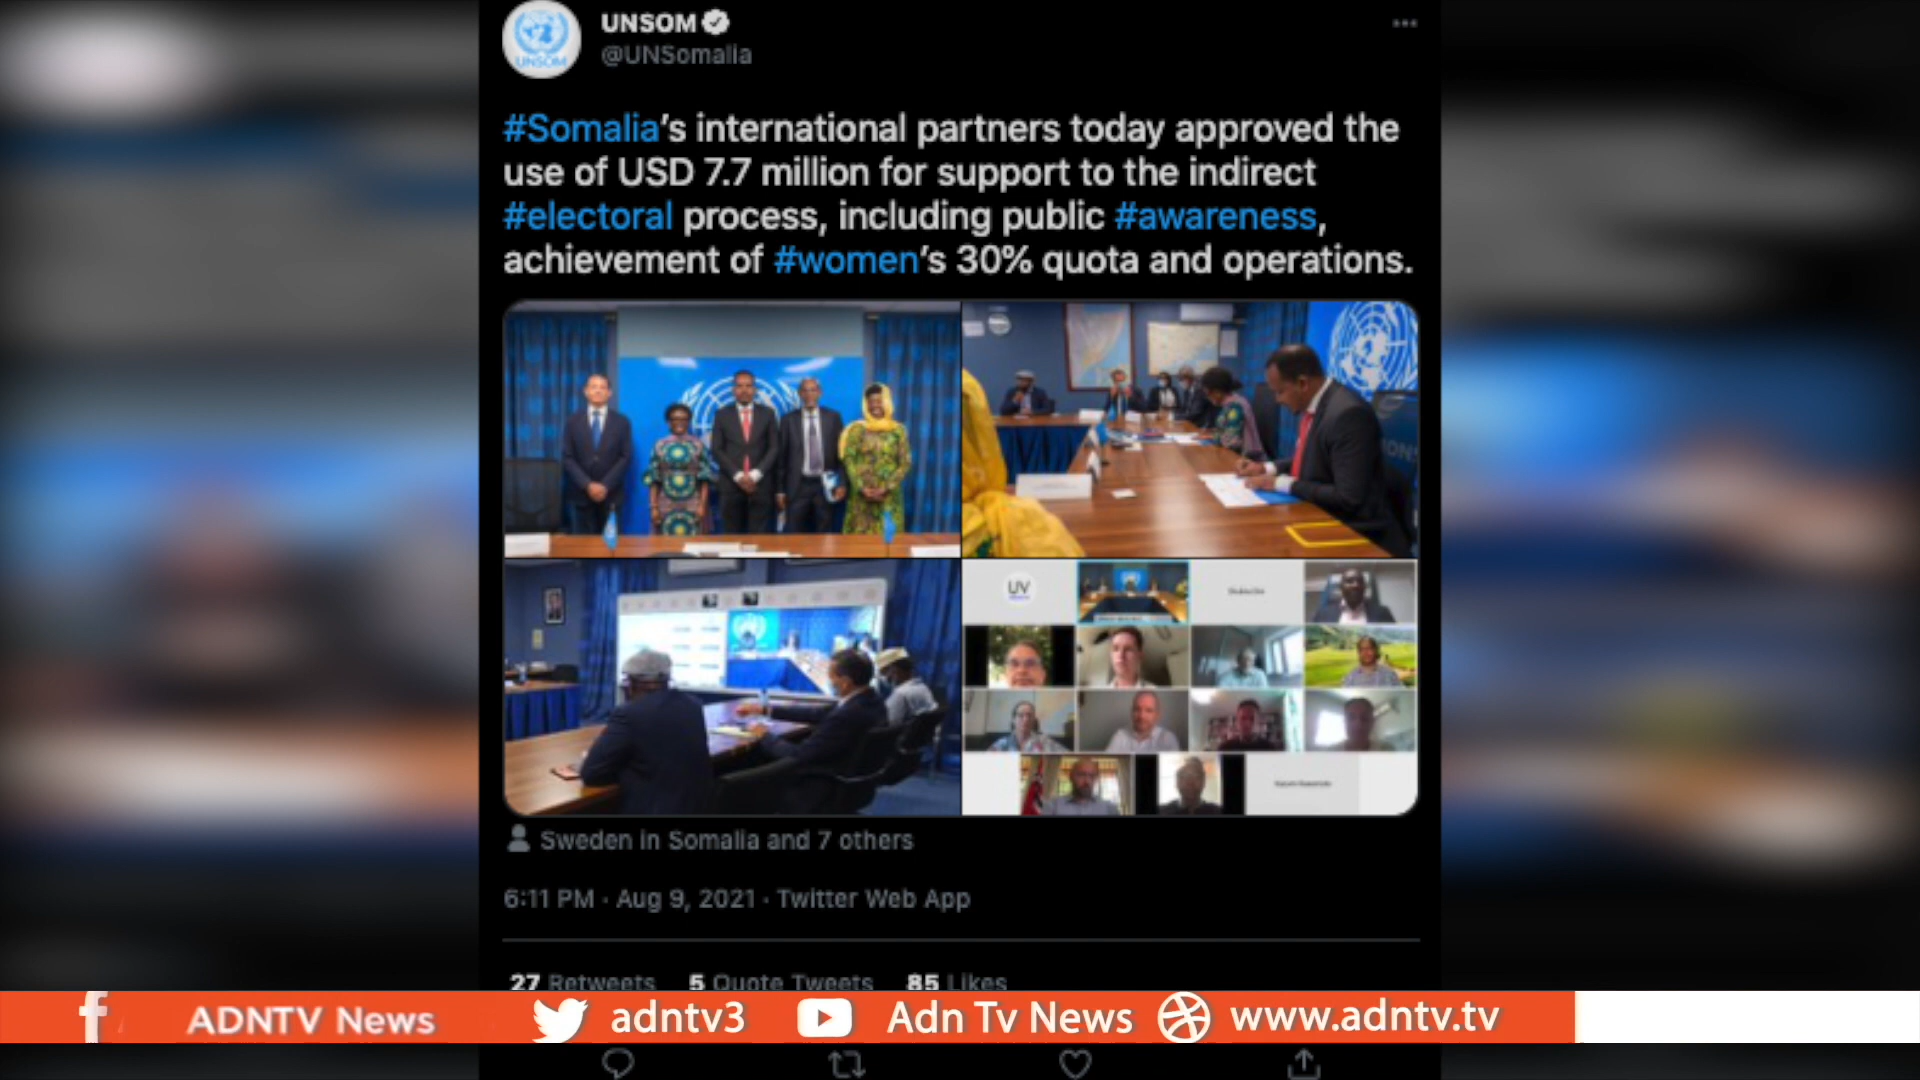 UNSOM
@UNSomalia
UNSOM
#Somalia's international partners today approved the
use of USD 7.7 million for support to the indirect
#electoral process, including public #awareness,
achievement of #women's 30% quota and operations.
UV
Sweden in Somalia and 7 others
6:11 PM · Aug 9, 2021 · Twitter Web App
27 Retweets 5 Quote Tweets 85 Likes
ADNTV News adntv3 Adn Tv News www.adntv.tv